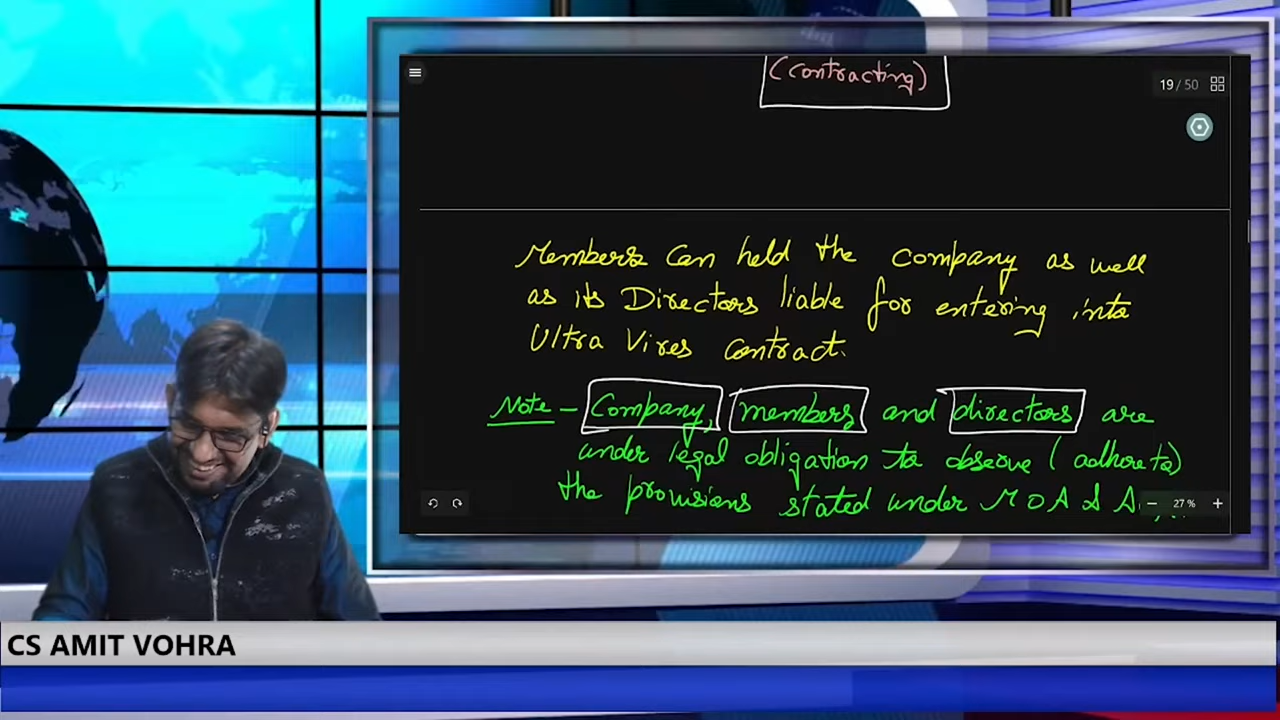 (contracting)
19 / 50
Members can held the company as well
as its Directors liable for entering into
Ultra Vires contract.
Note - Company, members and directors are
under legal obligation to observe ( adhere to)
the provisions stated under MOA &
27 %
CS AMIT VOHRA